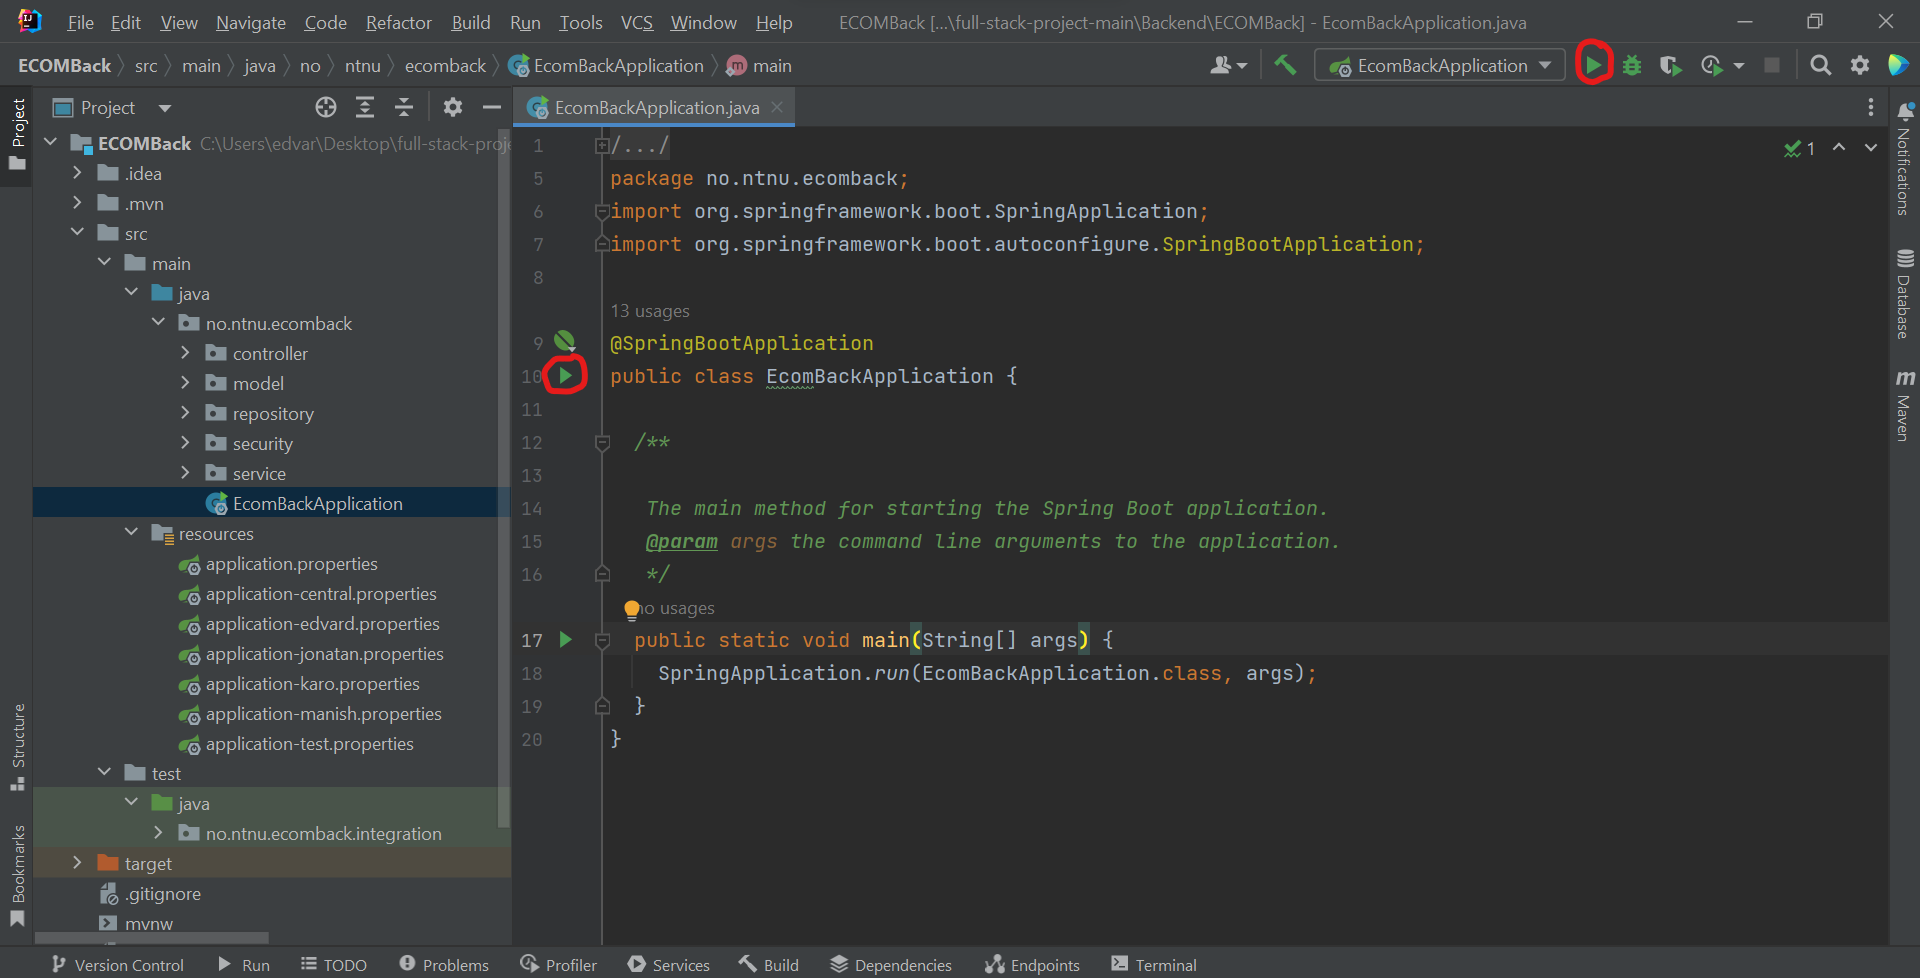 File Edit View Navigate Code Refactor Build Run Tools VCS Window Help ECOMBack [...\full-stack-project-main\Backend\ECOMBack] - EcomBackApplication.java
ECOMBack src main java no ntnu ecomback EcomBackApplication m main EcomBackApplication
Project
Project
EcomBackApplication.java
ECOMBack C:\Users\edvar\Desktop\full-stack-proje
.idea
.mvn
src
main
java
no.ntnu.ecomback
controller
model
repository
security
service
EcomBackApplication
resources
application.properties
application-central.properties
application-edvard.properties
application-jonatan.properties
application-karo.properties
application-manish.properties
application-test.properties
test
java
no.ntnu.ecomback.integration
target
.gitignore
mvnw
Structure
Bookmarks
1 /.../
5 package no.ntnu.ecomback;
6 import org.springframework.boot.SpringApplication;
7 import org.springframework.boot.autoconfigure.SpringBootApplication;
8
13 usages
9 @SpringBootApplication
10 public class EcomBackApplication {
11
12 /**
13
14 The main method for starting the Spring Boot application.
15 @param args the command line arguments to the application.
16 */
no usages
17 public static void main(String[] args) {
18 SpringApplication.run(EcomBackApplication.class, args);
19 }
20 }
1
Notifications
Database
m Maven
Version Control Run TODO Problems Profiler Services Build Dependencies Endpoints Terminal